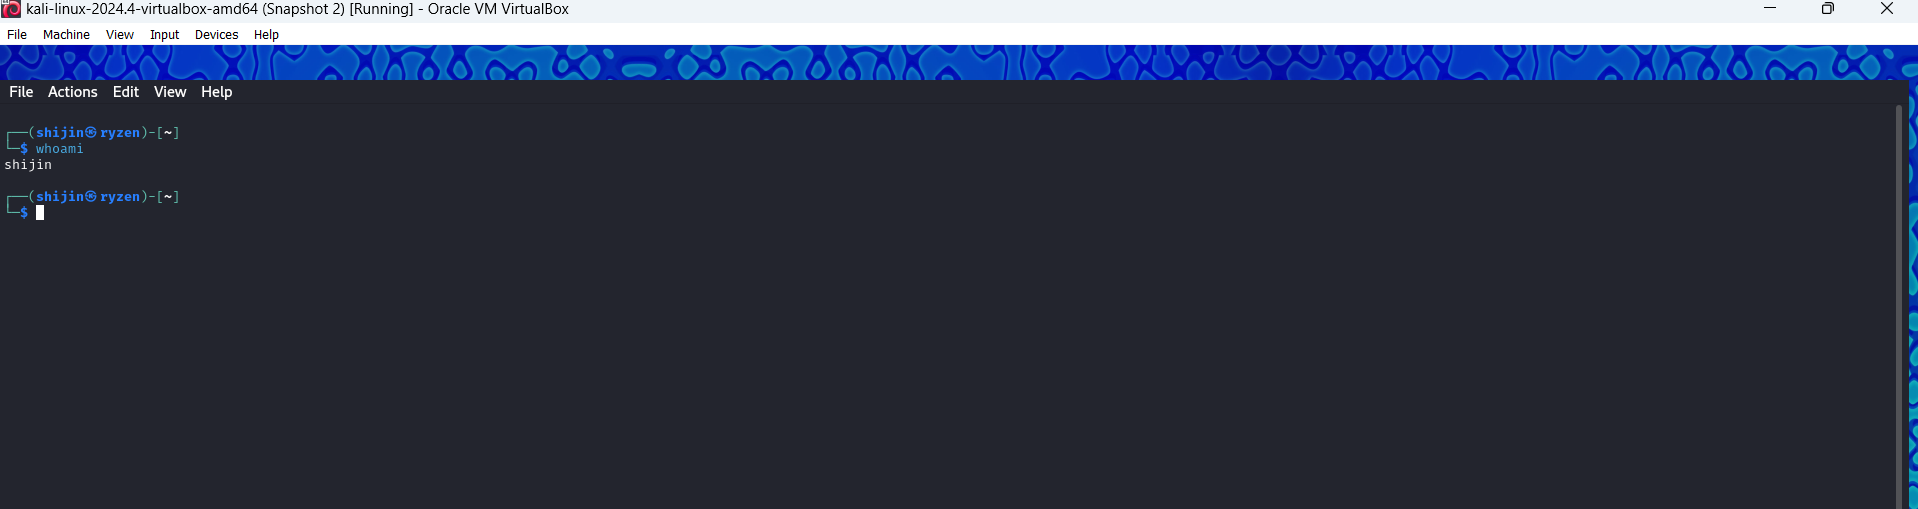 kali-linux-2024.4-virtualbox-amd64 (Snapshot 2) [Running] - Oracle VM VirtualBox
File Machine View Input Devices Help
File Actions Edit View Help
┌──(shijin㉿ryzen)-[~]
└─$ whoami
shijin
┌──(shijin㉿ryzen)-[~]
└─$